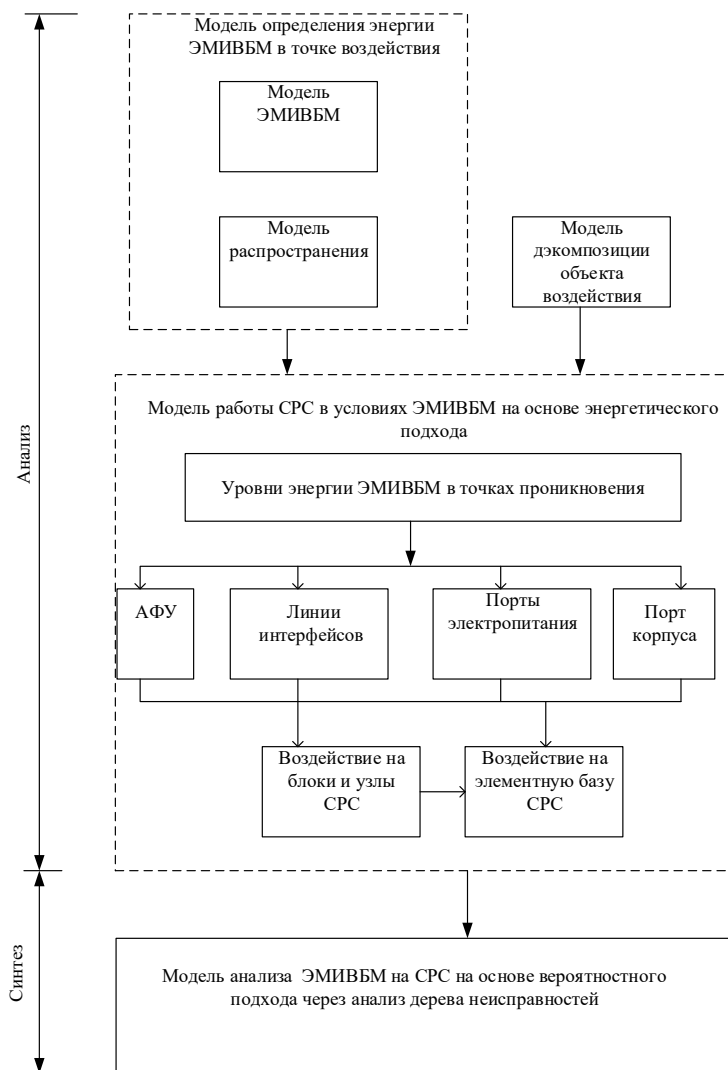 Модель определения энергии
ЭМИВБМ в точке воздействия
Модель
ЭМИВБМ
Модель
распространения
Модель
дэкомпозиции
объекта
воздействия
Анализ
Модель работы СРС в условиях ЭМИВБМ на основе энергетического
подхода
Уровни энергии ЭМИВБМ в точках проникновения
АФУ
Линии
интерфейсов
Порты
электропитания
Порт
корпуса
Воздействие на
блоки и узлы
СРС
Воздействие на
элементную базу
СРС
Синтез
Модель анализа ЭМИВБМ на СРС на основе вероятностного
подхода через анализ дерева неисправностей